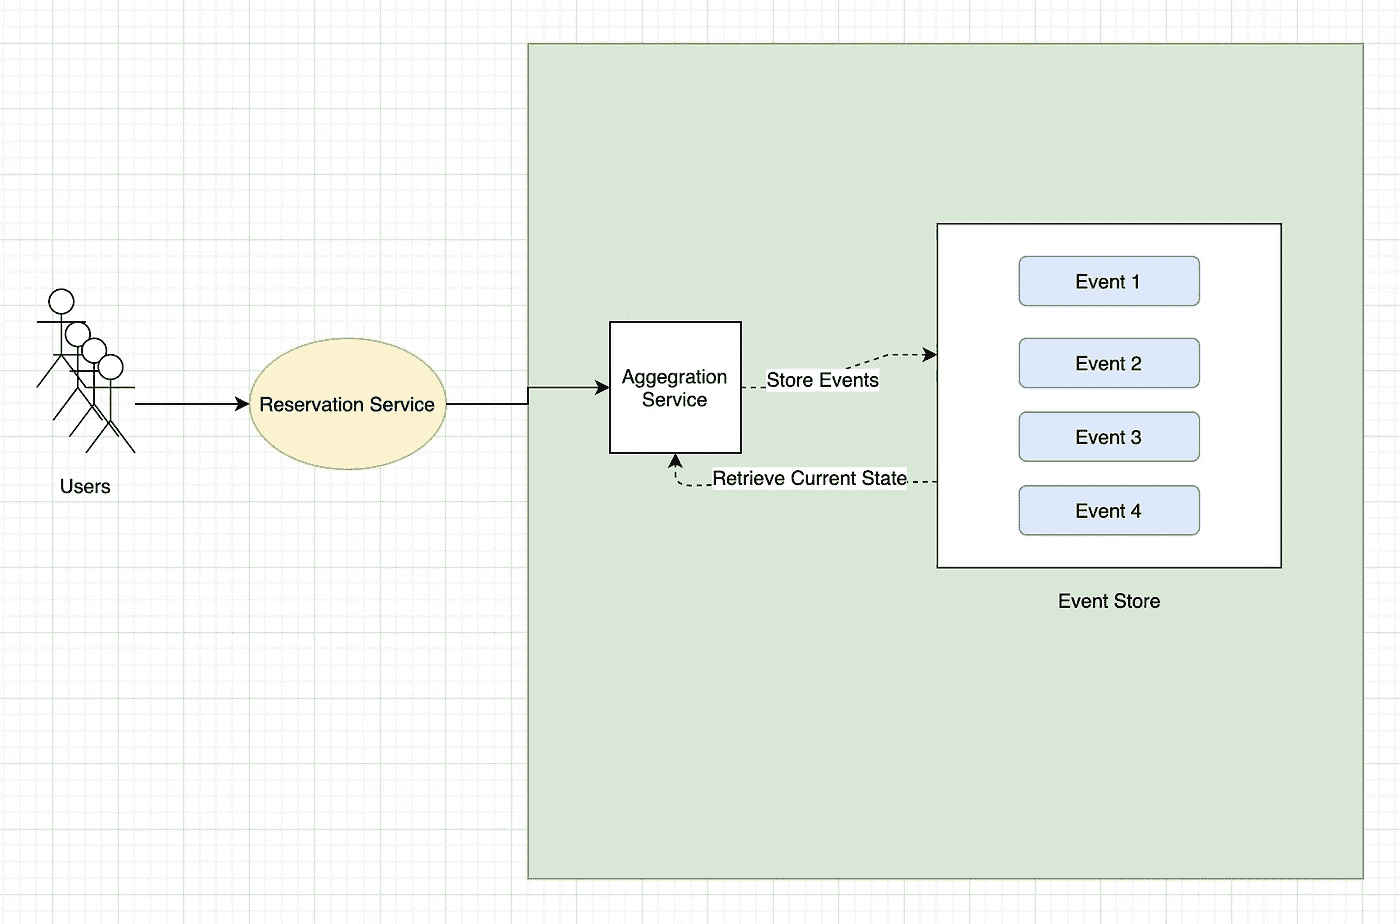 Users
Reservation Service
Aggegration
Service
Store Events
Retrieve Current State
Event 1
Event 2
Event 3
Event 4
Event Store